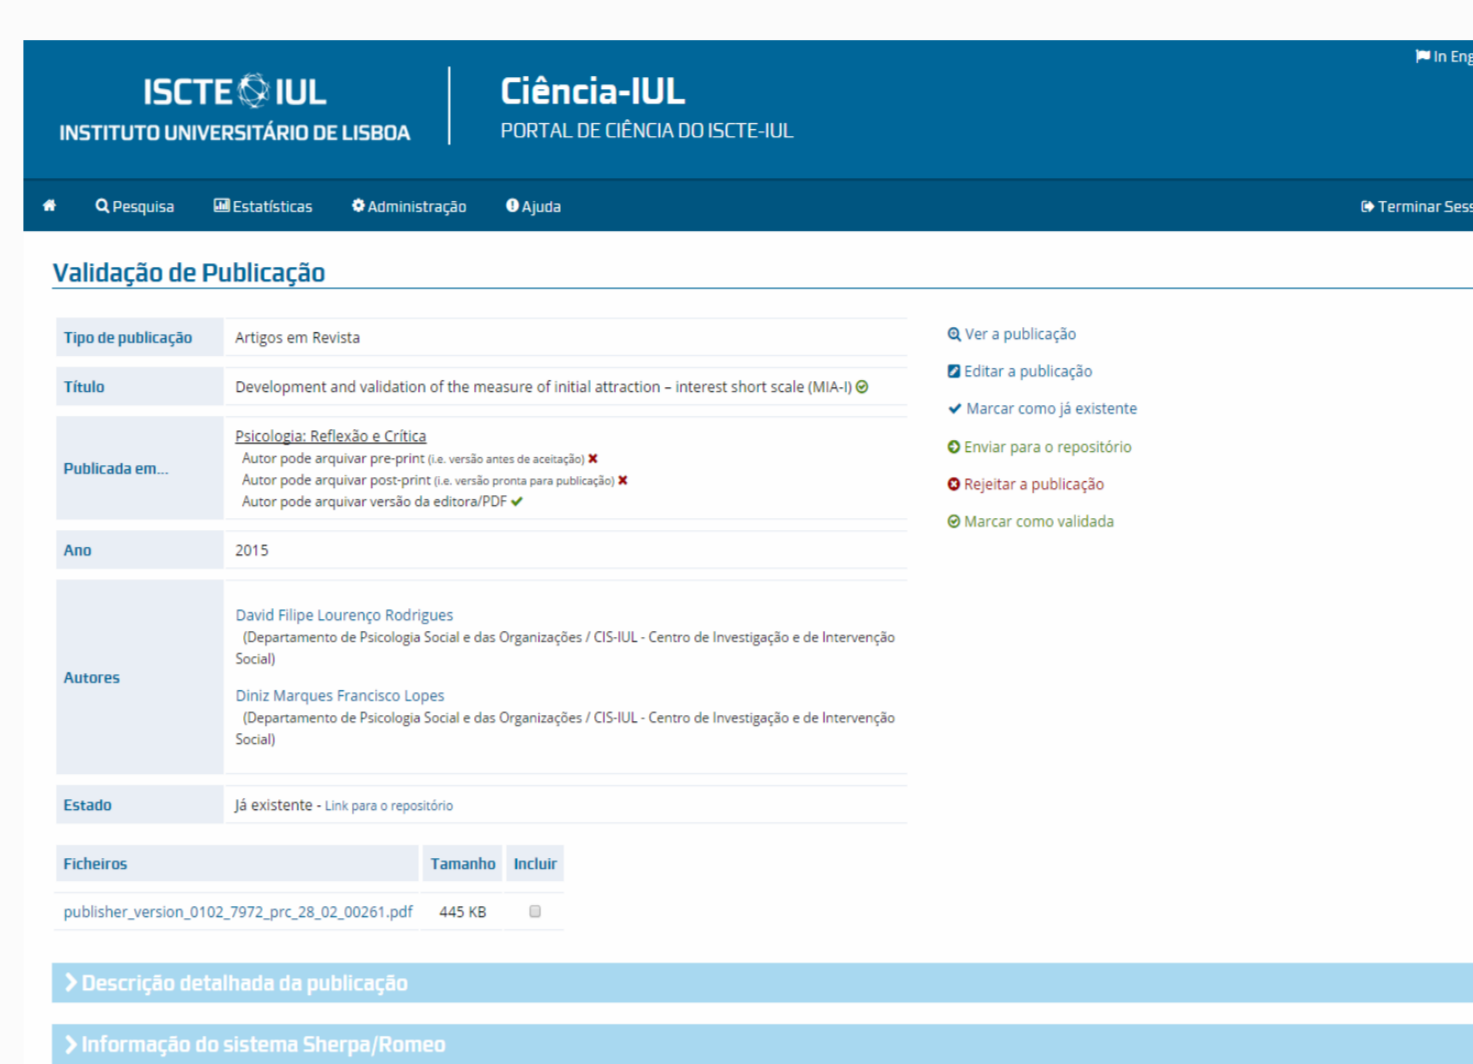 In Eng
ISCTE IUL
INSTITUTO UNIVERSITÁRIO DE LISBOA
Ciência-IUL
PORTAL DE CIÊNCIA DO ISCTE-IUL
Pesquisa Estatísticas Administração Ajuda Terminar Sess
Validação de Publicação
Tipo de publicação Artigos em Revista
Título Development and validation of the measure of initial attraction – interest short scale (MIA-I)
Publicada em... Psicologia: Reflexão e Crítica
Autor pode arquivar pre-print (i.e. versão antes de aceitação)
Autor pode arquivar post-print (i.e. versão pronta para publicação)
Autor pode arquivar versão da editora/PDF
Ano 2015
Autores
David Filipe Lourenço Rodrigues
(Departamento de Psicologia Social e das Organizações / CIS-IUL - Centro de Investigação e de Intervenção
Social)
Diniz Marques Francisco Lopes
(Departamento de Psicologia Social e das Organizações / CIS-IUL - Centro de Investigação e de Intervenção
Social)
Estado Já existente - Link para o repositório
Ficheiros Tamanho Incluir
publisher_version_0102_7972_prc_28_02_00261.pdf 445 KB
Ver a publicação
Editar a publicação
Marcar como já existente
Enviar para o repositório
Rejeitar a publicação
Marcar como validada
Descrição detalhada da publicação
Informação do sistema Sherpa/Romeo